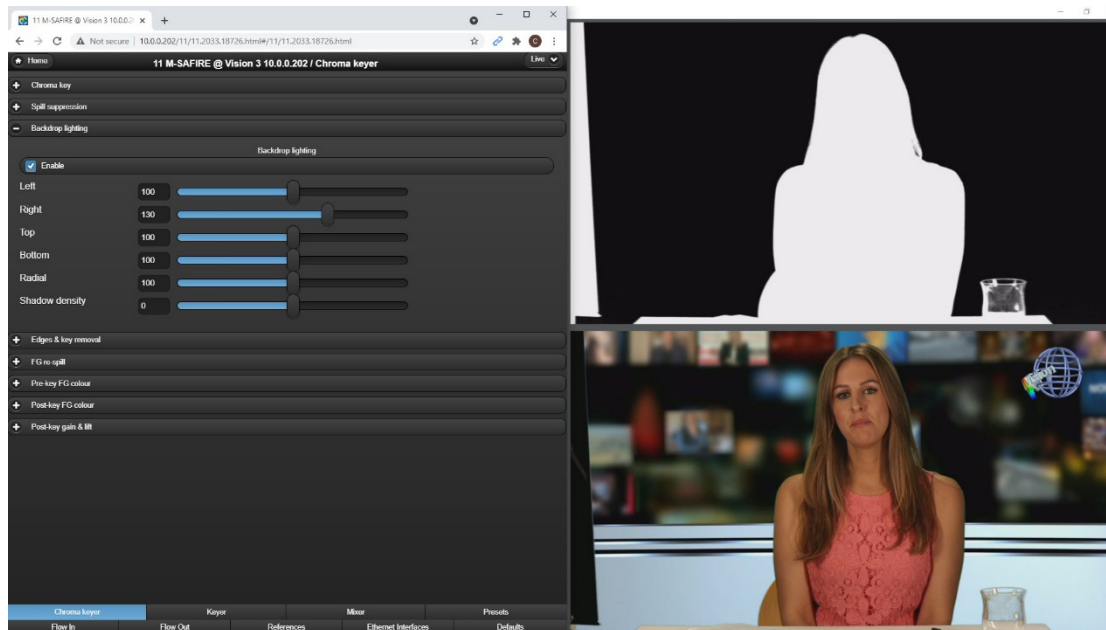 11 M-SAFIRE @ Vision 3 10.0.0.2
Not secure | 10.0.0.202/11/11.2033.18726.html#/11/11.2033.18726.html
C
Home
11 M-SAFIRE @ Vision 3 10.0.0.202 / Chroma keyer
Live
Chroma key
Spill suppression
Backdrop lighting
Backdrop lighting
Enable
Left 100
Right 130
Top 100
Bottom 100
Radial 100
Shadow density 0
Edges & key removal
FG re-spill
Pre-key FG colour
Post-key FG colour
Post-key gain & lift
Chroma keyer Keyer Mixer Presets
Flow In Flow Out References Ethernet Interfaces Defaults